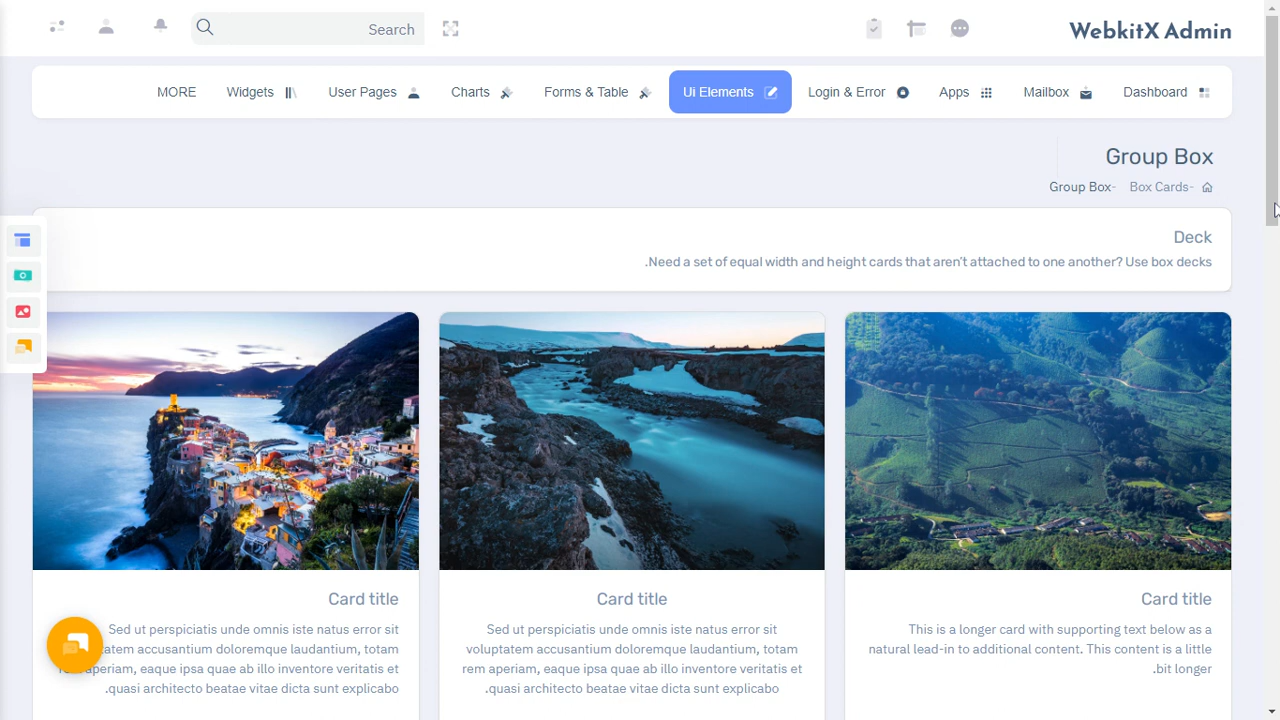 WebkitX Admin
Search
Dashboard
Mailbox
Apps
Login & Error
Ui Elements
Forms & Table
Charts
User Pages
Widgets
MORE
Group Box
Box Cards-
Group Box-
Deck
.Need a set of equal width and height cards that aren't attached to one another? Use box decks
Card title
This is a longer card with supporting text below as a
natural lead-in to additional content. This content is a little
.bit longer
Card title
Sed ut perspiciatis unde omnis iste natus error sit
voluptatem accusantium doloremque laudantium, totam
rem aperiam, eaque ipsa quae ab illo inventore veritatis et
.quasi architecto beatae vitae dicta sunt explicabo
Card title
Sed ut perspiciatis unde omnis iste natus error sit
atem accusantium doloremque laudantium, totam
aperiam, eaque ipsa quae ab illo inventore veritatis et
.quasi architecto beatae vitae dicta sunt explicabo